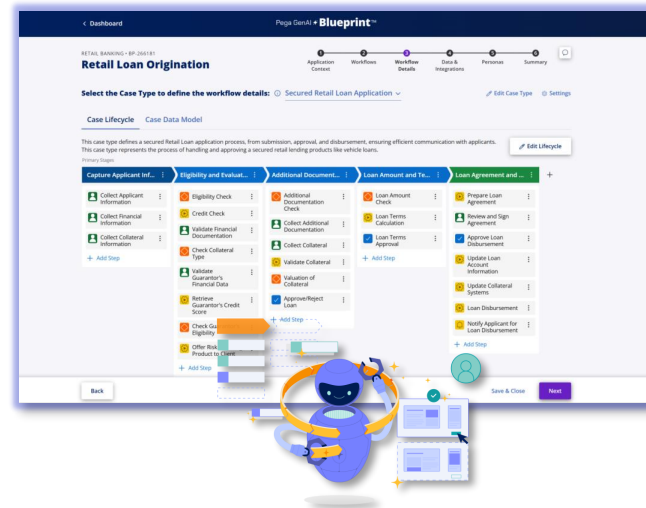 Dashboard
Pega GenAI Blueprint™
RETAIL BANKING • BP-266181
Retail Loan Origination
1
2
3
4
5
6
Application
Context
Workflows
Workflow
Details
Data &
Integrations
Personas
Summary
Select the Case Type to define the workflow details:
Secured Retail Loan Application
Edit Case Type
Settings
Case Lifecycle
Case Data Model
This case type defines a secured Retail Loan application process, from submission, approval, and disbursement, ensuring efficient communication with applicants.
This case type represents the process of handling and approving a secured retail lending products like vehicle loans.
Edit Lifecycle
Primary Stages
Capture Applicant Inf...
Collect Applicant
Information
Collect Financial
Information
Collect Collateral
Information
+ Add Step
Eligibility and Evaluat...
Eligibility Check
Credit Check
Validate Financial
Documentation
Check Collateral
Type
Validate
Guarantor's
Financial Data
Retrieve
Guarantor's Credit
Score
Check
Eligibility
Offer Risk
Product to Client
+ Add Step
Additional Document...
Additional
Documentation
Check
Collect Additional
Documentation
Collect Collateral
Validate Collateral
Valuation of
Collateral
Approve/Reject
Loan
+ Add Step
Loan Amount and Te...
Loan Amount
Check
Loan Terms
Calculation
Loan Terms
Approval
+ Add Step
Loan Agreement and ...
Prepare Loan
Agreement
Review and Sign
Agreement
Approve Loan
Disbursement
Update Loan
Account
Information
Update Collateral
Systems
Loan Disbursement
Notify Applicant for
Loan Disbursement
+ Add Step
Back
Save & Close
Next